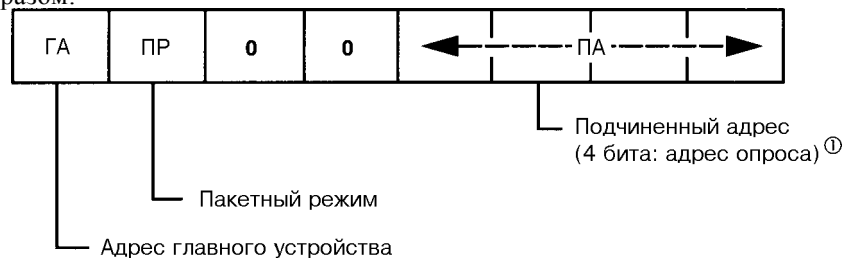 разом:
ГА ПР 0 0 ПА
Подчиненный адрес
(4 бита: адрес опроса) ①
Пакетный режим
Адрес главного устройства